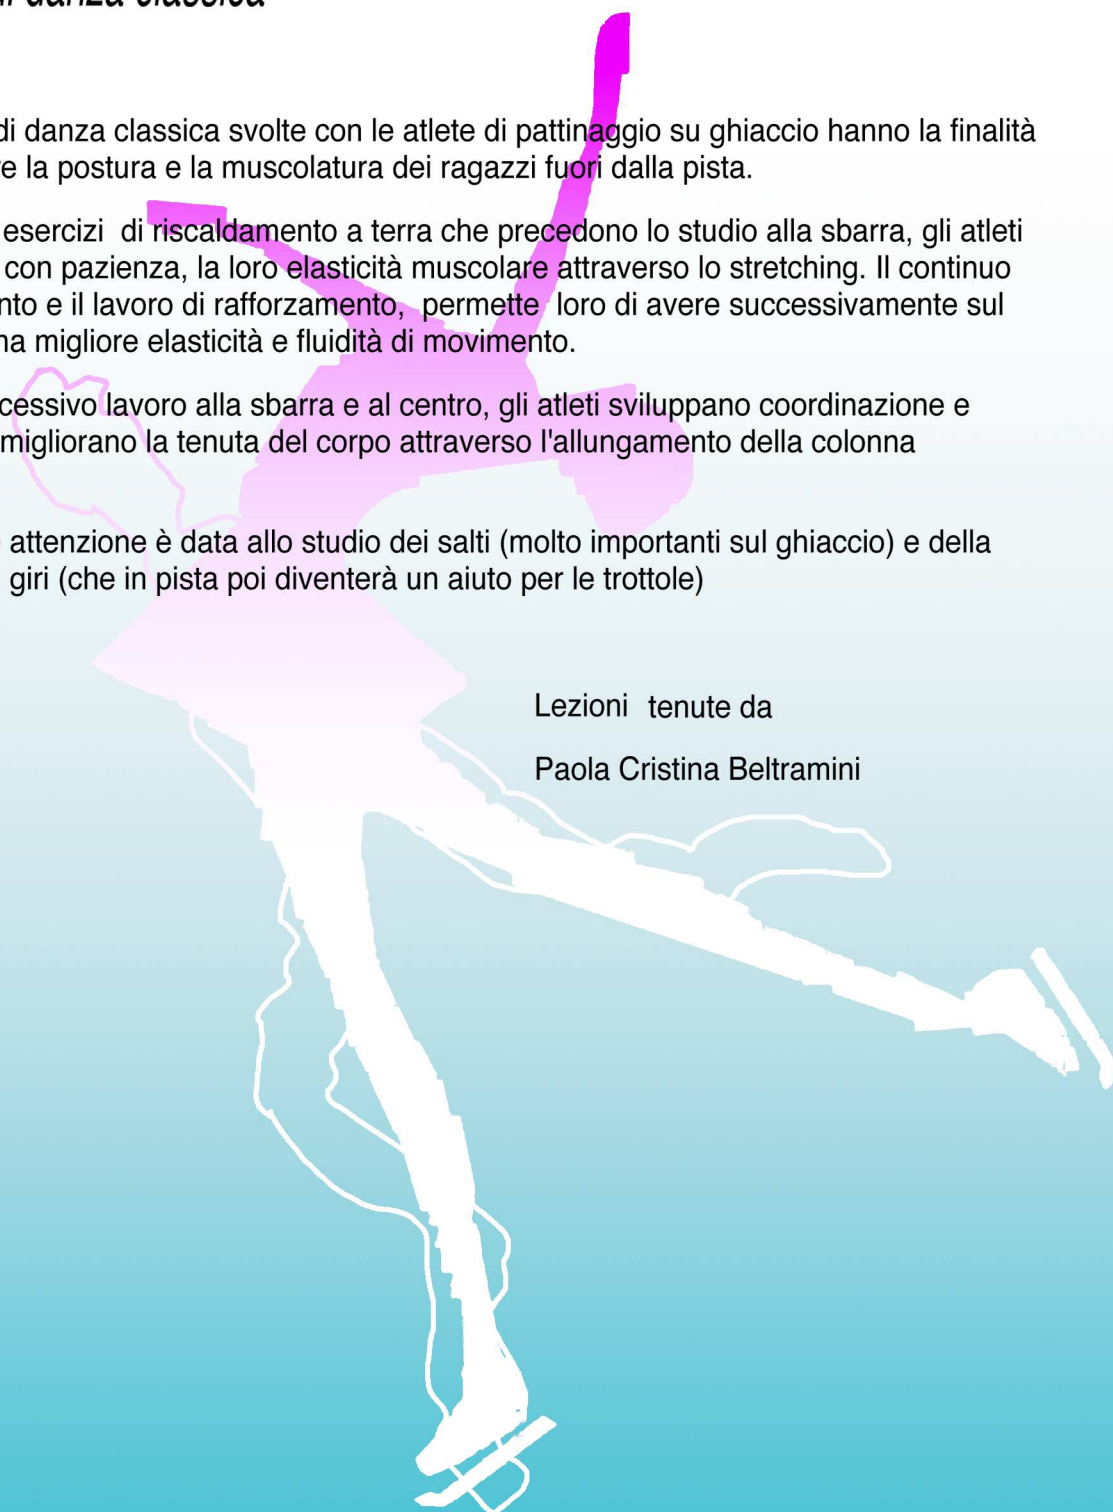 danza classica
di danza classica svolte con le atlete di pattinaggio su ghiaccio hanno la finalità
la postura e la muscolatura dei ragazzi fuori dalla pista.
esercizi di riscaldamento a terra che precedono lo studio alla sbarra, gli atleti
con pazienza, la loro elasticità muscolare attraverso lo stretching. Il continuo
e il lavoro di rafforzamento, permette loro di avere successivamente sul
migliore elasticità e fluidità di movimento.
lavoro alla sbarra e al centro, gli atleti sviluppano coordinazione e
migliorano la tenuta del corpo attraverso l'allungamento della colonna
attenzione è data allo studio dei salti (molto importanti sul ghiaccio) e della
giri (che in pista poi diventerà un aiuto per le trottole)
Lezioni tenute da
Paola Cristina Beltramini